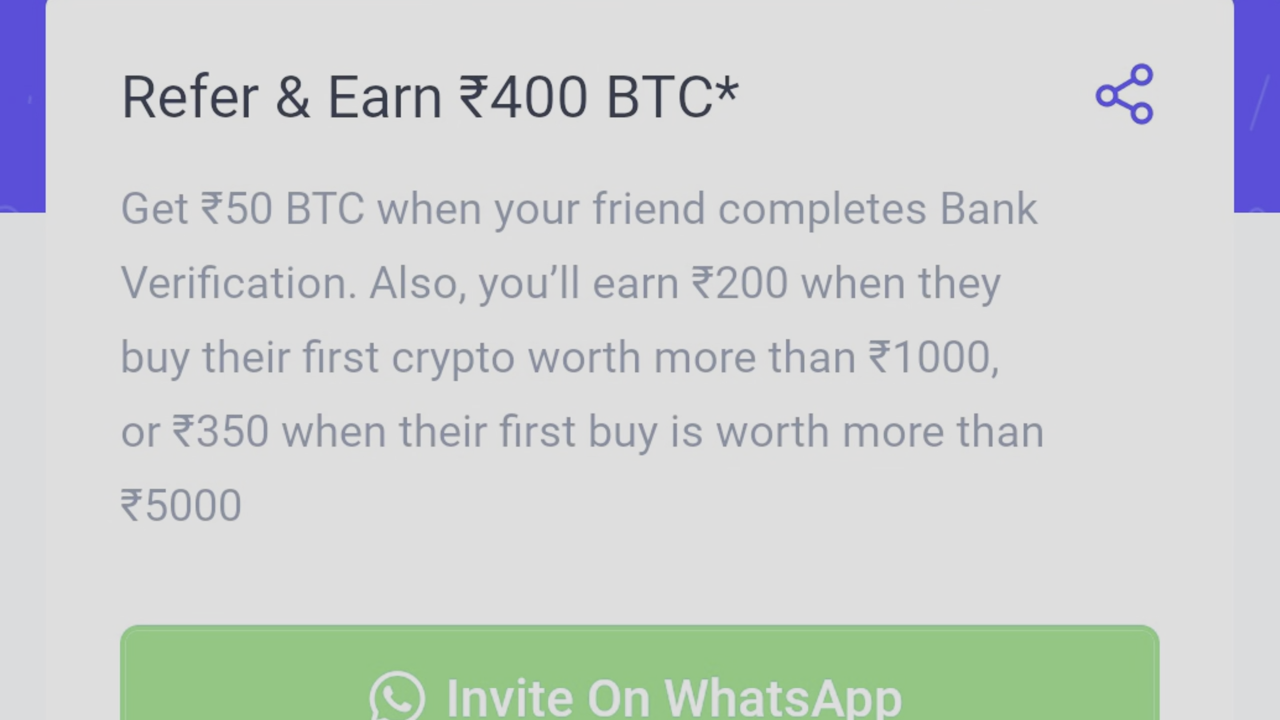 Refer & Earn ₹400 BTC*
Get ₹50 BTC when your friend completes Bank
Verification. Also, you’ll earn ₹200 when they
buy their first crypto worth more than ₹1000,
or ₹350 when their first buy is worth more than
₹5000
Invite On WhatsApp